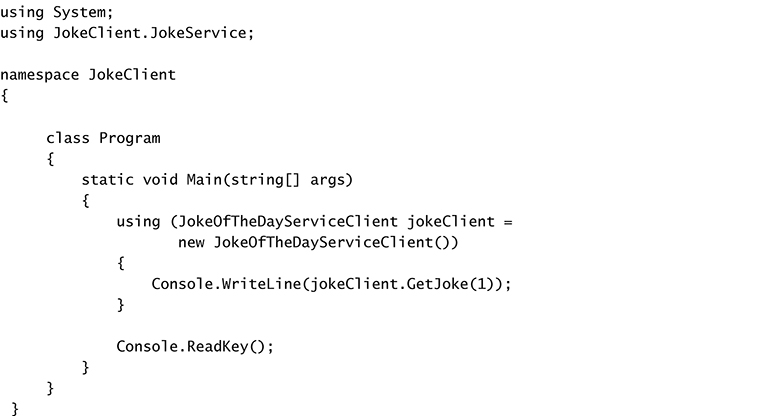 using System;
using JokeClient.JokeService;
namespace JokeClient
{
class Program
{
static void Main(string[] args)
{
using (JokeOfTheDayServiceClient jokeClient =
new JokeOfTheDayServiceClient())
{
Console.WriteLine(jokeClient.GetJoke(1));
}
Console.ReadKey();
}
}
}